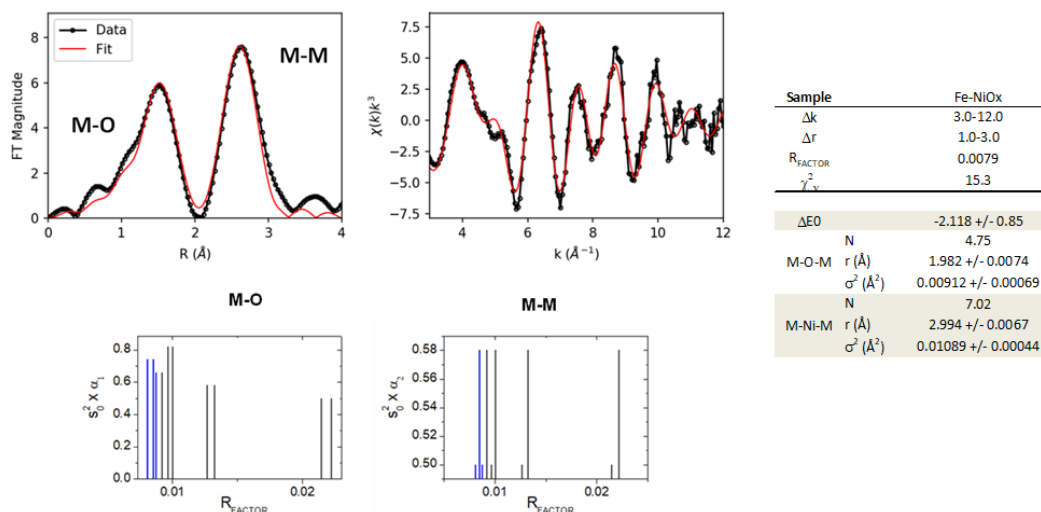 Data
Fit
M-M
M-O
FT Magnitude
8
6
4
2
0
0
1
2
3
4
R (Å)
χ(k)k³
7.5
5.0
2.5
0.0
−2.5
−5.0
−7.5
4
6
8
10
12
k (Å⁻¹)
Sample Fe-NiOx
Δk 3.0-12.0
Δr 1.0-3.0
R_FACTOR 0.0079
χ²_v 15.3
ΔE0 -2.118 +/- 0.85
N 4.75
M-O-M r (Å) 1.982 +/- 0.0074
σ² (Å²) 0.00912 +/- 0.00069
N 7.02
M-Ni-M r (Å) 2.994 +/- 0.0067
σ² (Å²) 0.01089 +/- 0.00044
M-O
S₀² X α₁
0.8
0.6
0.4
0.2
0.0
0.01
0.02
R_FACTOR
M-M
S₀² X α₂
0.58
0.56
0.54
0.52
0.50
0.01
0.02
R_FACTOR